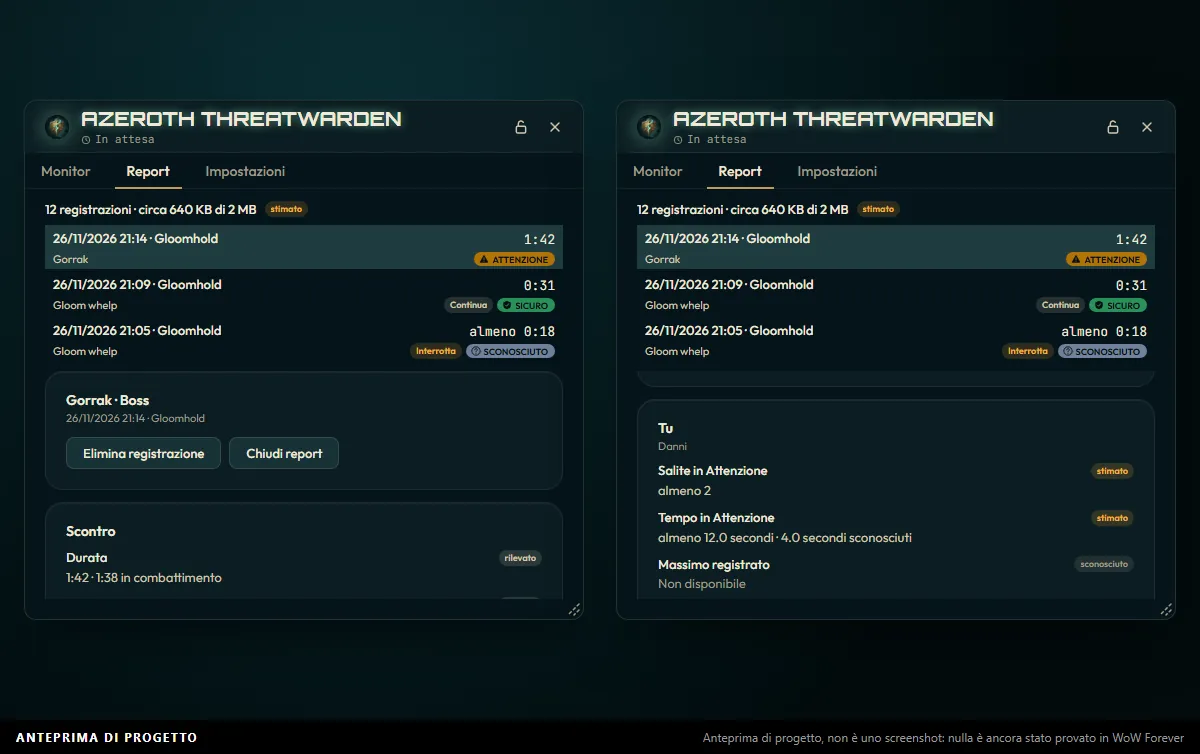 AZEROTH THREATWARDEN
In attesa
Monitor Report Impostazioni
12 registrazioni · circa 640 KB di 2 MB stimato
26/11/2026 21:14 · Gloomhold 1:42
Gorrak ATTENZIONE
26/11/2026 21:09 · Gloomhold 0:31
Gloom whelp Continua SICURO
26/11/2026 21:05 · Gloomhold almeno 0:18
Gloom whelp Interrotta SCONOSCIUTO
Gorrak · Boss
26/11/2026 21:14 · Gloomhold
Elimina registrazione Chiudi report
Scontro
Durata rilevato
1:42 · 1:38 in combattimento
AZEROTH THREATWARDEN
In attesa
Monitor Report Impostazioni
12 registrazioni · circa 640 KB di 2 MB stimato
26/11/2026 21:14 · Gloomhold 1:42
Gorrak ATTENZIONE
26/11/2026 21:09 · Gloomhold 0:31
Gloom whelp Continua SICURO
26/11/2026 21:05 · Gloomhold almeno 0:18
Gloom whelp Interrotta SCONOSCIUTO
Tu
Danni
Salite in Attenzione stimato
almeno 2
Tempo in Attenzione stimato
almeno 12.0 secondi · 4.0 secondi sconosciuti
Massimo registrato sconosciuto
Non disponibile
ANTEPRIMA DI PROGETTO
Anteprima di progetto, non è uno screenshot: nulla è ancora stato provato in WoW Forever